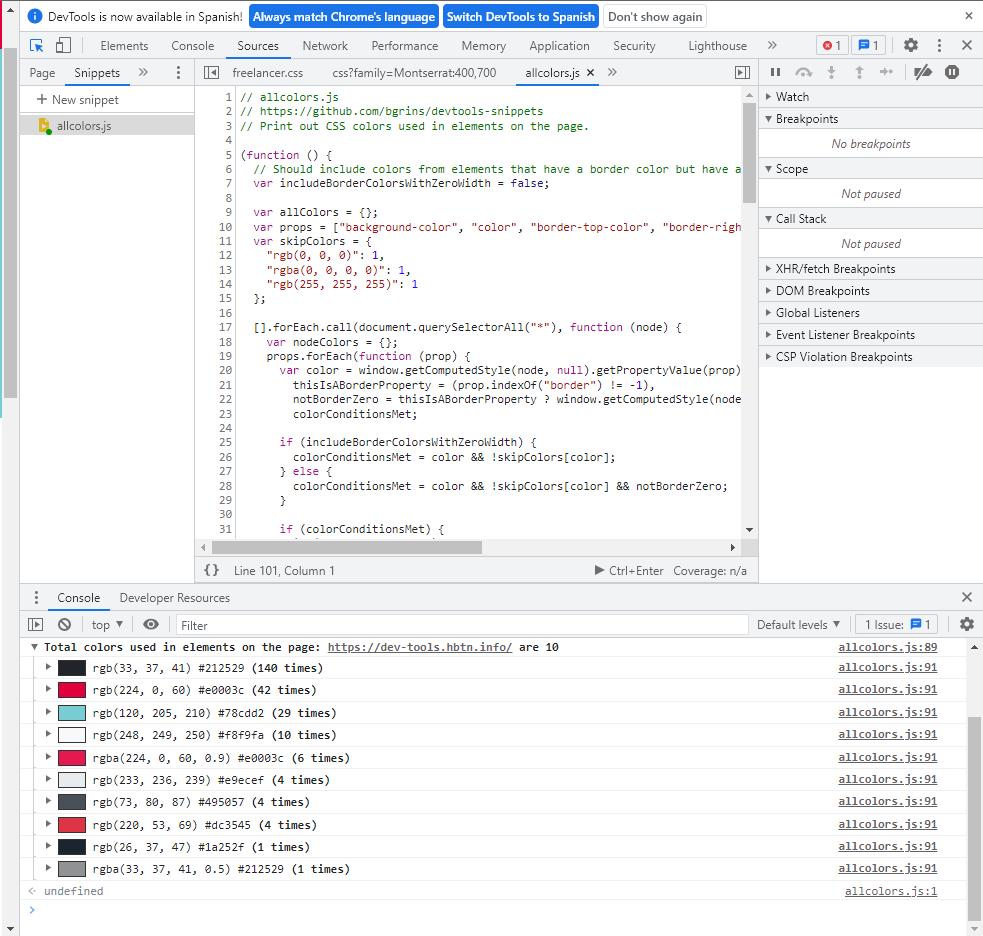 DevTools is now available in Spanish! Always match Chrome's language Switch DevTools to Spanish Don't show again
Elements Console Sources Network Performance Memory Application Security Lighthouse » 1 1
Page Snippets » freelancer.css css?family=Montserrat:400,700 allcolors.js × »
+ New snippet
allcolors.js
1 // allcolors.js
2 // https://github.com/bgrins/devtools-snippets
3 // Print out CSS colors used in elements on the page.
4
5 (function () {
6 // Should include colors from elements that have a border color but have a
7 var includeBorderColorsWithZeroWidth = false;
8
9 var allColors = {};
10 var props = ["background-color", "color", "border-top-color", "border-righ
11 var skipColors = {
12 "rgb(0, 0, 0)": 1,
13 "rgba(0, 0, 0, 0)": 1,
14 "rgb(255, 255, 255)": 1
15 };
16
17 [].forEach.call(document.querySelectorAll("*"), function (node) {
18 var nodeColors = {};
19 props.forEach(function (prop) {
20 var color = window.getComputedStyle(node, null).getPropertyValue(prop)
21 thisIsABorderProperty = (prop.indexOf("border") != -1),
22 notBorderZero = thisIsABorderProperty ? window.getComputedStyle(node
23 colorConditionsMet;
24
25 if (includeBorderColorsWithZeroWidth) {
26 colorConditionsMet = color && !skipColors[color];
27 } else {
28 colorConditionsMet = color && !skipColors[color] && notBorderZero;
29 }
30
31 if (colorConditionsMet) {
{} Line 101, Column 1 Ctrl+Enter Coverage: n/a
Watch
Breakpoints
No breakpoints
Scope
Not paused
Call Stack
Not paused
XHR/fetch Breakpoints
DOM Breakpoints
Global Listeners
Event Listener Breakpoints
CSP Violation Breakpoints
Console Developer Resources
top Filter Default levels 1 Issue: 1
Total colors used in elements on the page: https://dev-tools.hbtn.info/ are 10 allcolors.js:89
rgb(33, 37, 41) #212529 (140 times) allcolors.js:91
rgb(224, 0, 60) #e0003c (42 times) allcolors.js:91
rgb(120, 205, 210) #78cdd2 (29 times) allcolors.js:91
rgb(248, 249, 250) #f8f9fa (10 times) allcolors.js:91
rgba(224, 0, 60, 0.9) #e0003c (6 times) allcolors.js:91
rgb(233, 236, 239) #e9ecef (4 times) allcolors.js:91
rgb(73, 80, 87) #495057 (4 times) allcolors.js:91
rgb(220, 53, 69) #dc3545 (4 times) allcolors.js:91
rgb(26, 37, 47) #1a252f (1 times) allcolors.js:91
rgba(33, 37, 41, 0.5) #212529 (1 times) allcolors.js:91
undefined allcolors.js:1